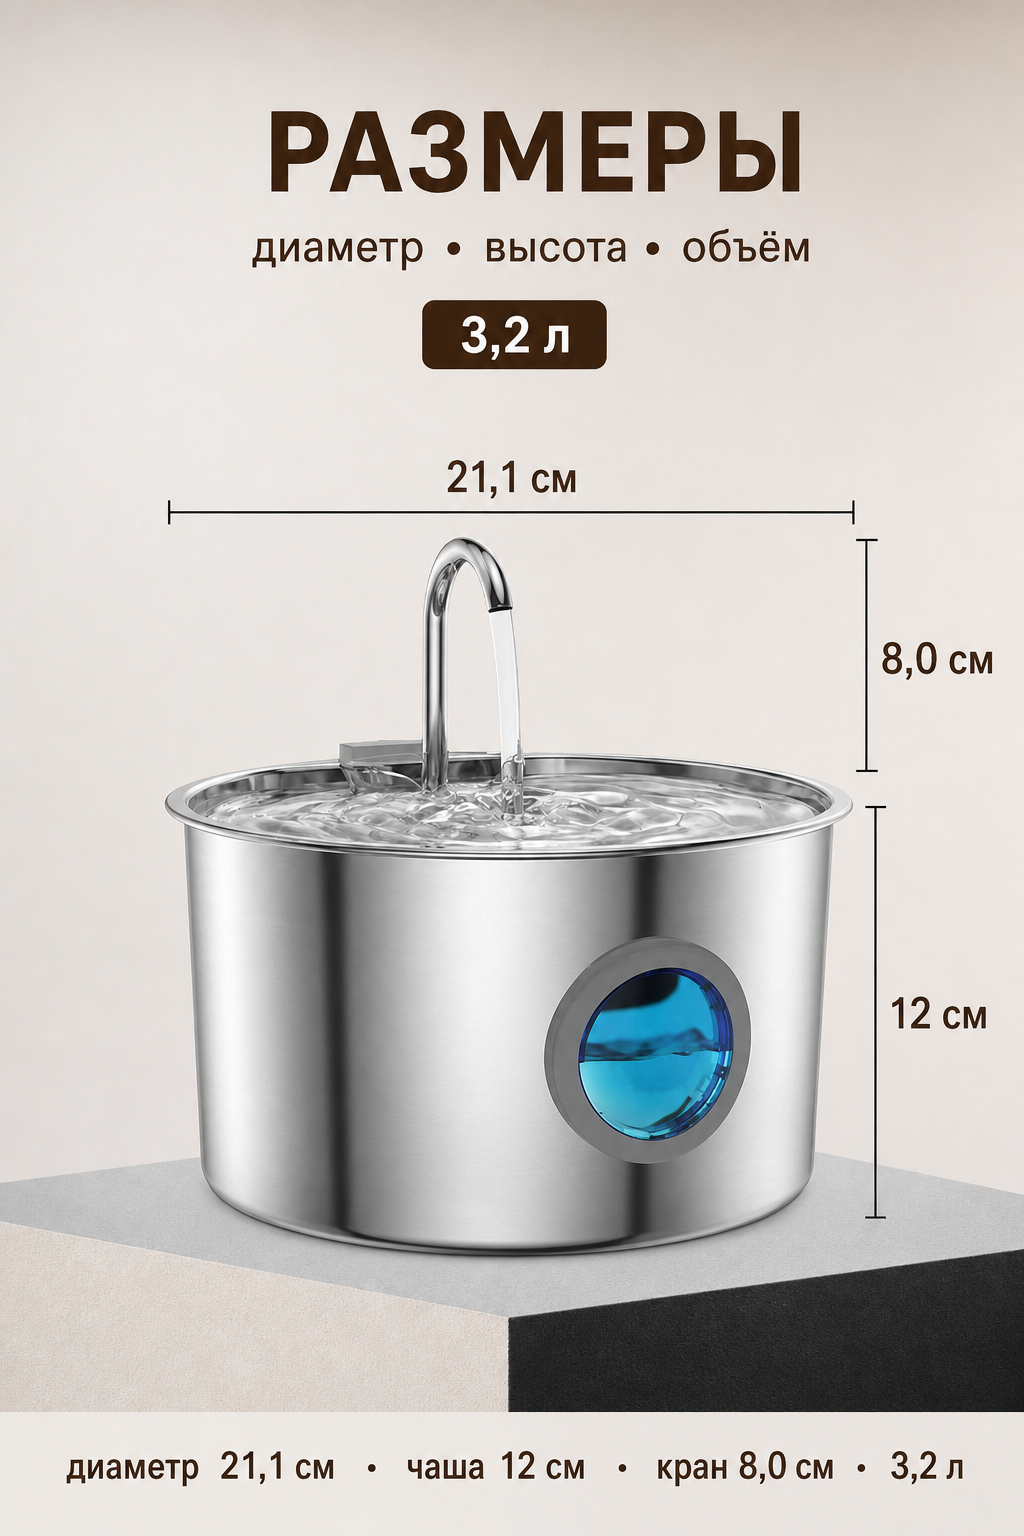 РАЗМЕРЫ
диаметр • высота • объём
3,2 л
21,1 см
8,0 см
12 см
диаметр 21,1 см • чаша 12 см • кран 8,0 см • 3,2 л